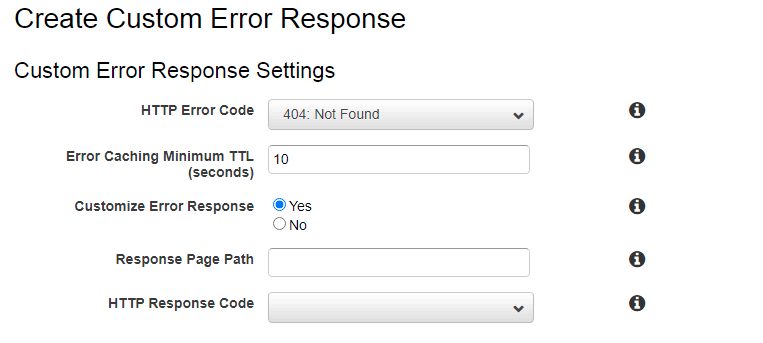 Create Custom Error Response
Custom Error Response Settings
HTTP Error Code
404: Not Found
Error Caching Minimum TTL
(seconds)
10
Customize Error Response
Yes
No
Response Page Path
HTTP Response Code